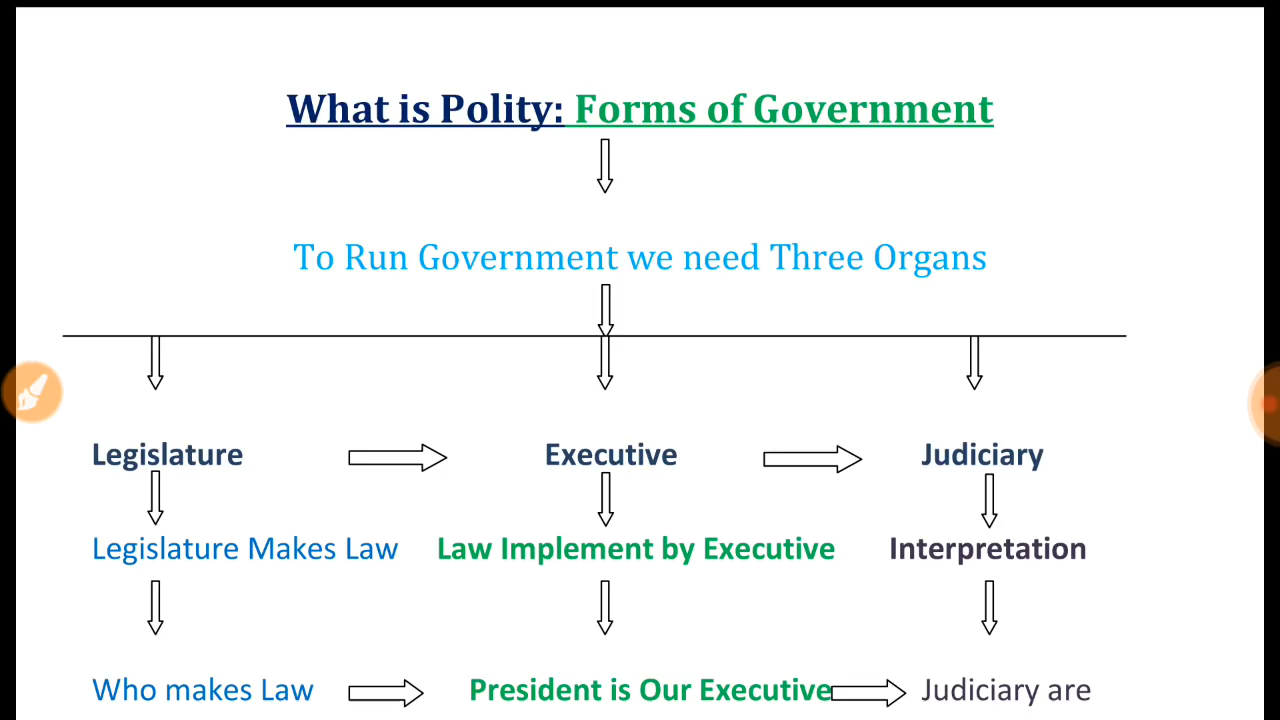 What is Polity: Forms of Government
To Run Government we need Three Organs
Legislature Executive Judiciary
Legislature Makes Law Law Implement by Executive Interpretation
Who makes Law President is Our Executive Judiciary are